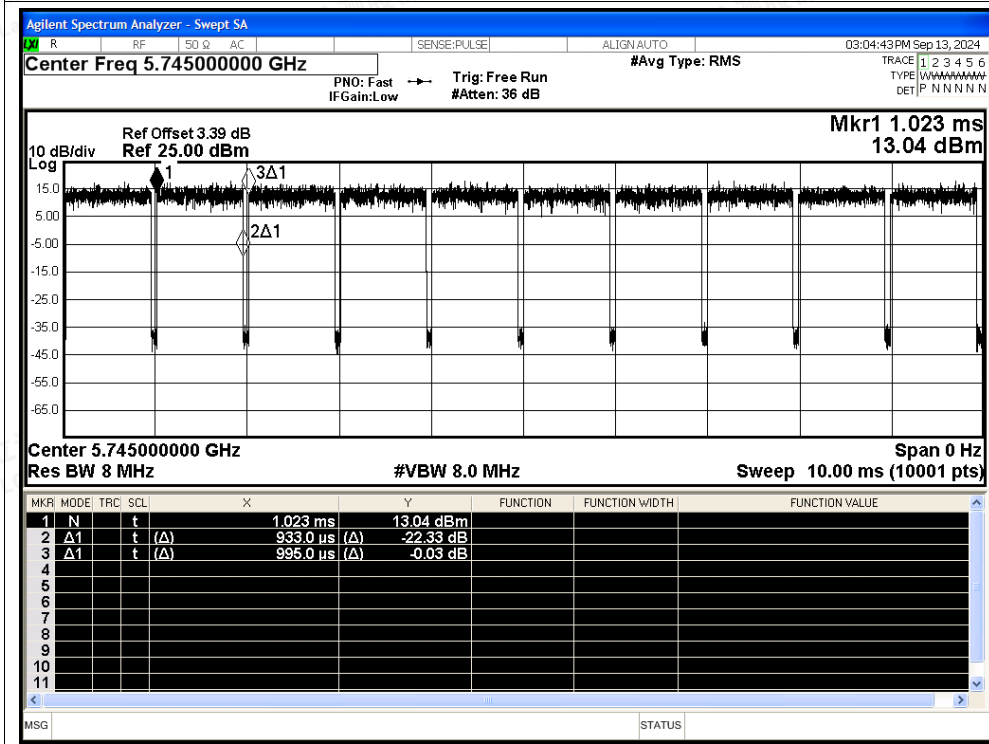 Agilent Spectrum Analyzer - Swept SA
LXI R RF 50 Ω AC SENSE:PULSE ALIGN AUTO 03:04:43 PM Sep 13, 2024
Center Freq 5.745000000 GHz #Avg Type: RMS TRACE 1 2 3 4 5 6
PNO: Fast Trig: Free Run TYPE WWWWWW
IFGain:Low #Atten: 36 dB DET P N N N N N
Mkr1 1.023 ms
Ref Offset 3.39 dB
10 dB/div Ref 25.00 dBm 13.04 dBm
Log
1 3Δ1
15.0
5.00
2Δ1
-5.00
-15.0
-25.0
-35.0
-45.0
-55.0
-65.0
Center 5.745000000 GHz Span 0 Hz
Res BW 8 MHz #VBW 8.0 MHz Sweep 10.00 ms (10001 pts)
MKR MODE TRC SCL X Y FUNCTION FUNCTION WIDTH FUNCTION VALUE
1 N t 1.023 ms 13.04 dBm
2 Δ1 t (Δ) 933.0 µs (Δ) -22.33 dB
3 Δ1 t (Δ) 995.0 µs (Δ) -0.03 dB
4
5
6
7
8
9
10
11
MSG STATUS